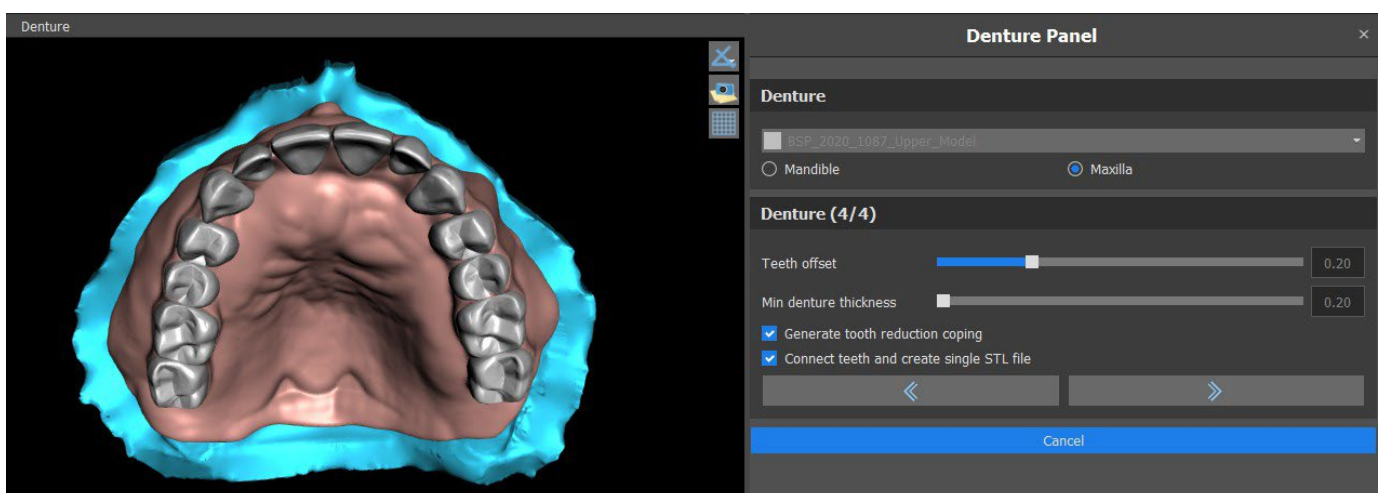 Denture
Denture Panel
Denture
BSP_2020_1087_Upper_Model
Mandible
Maxilla
Denture (4/4)
Teeth offset
0.20
Min denture thickness
0.20
Generate tooth reduction coping
Connect teeth and create single STL file
Cancel